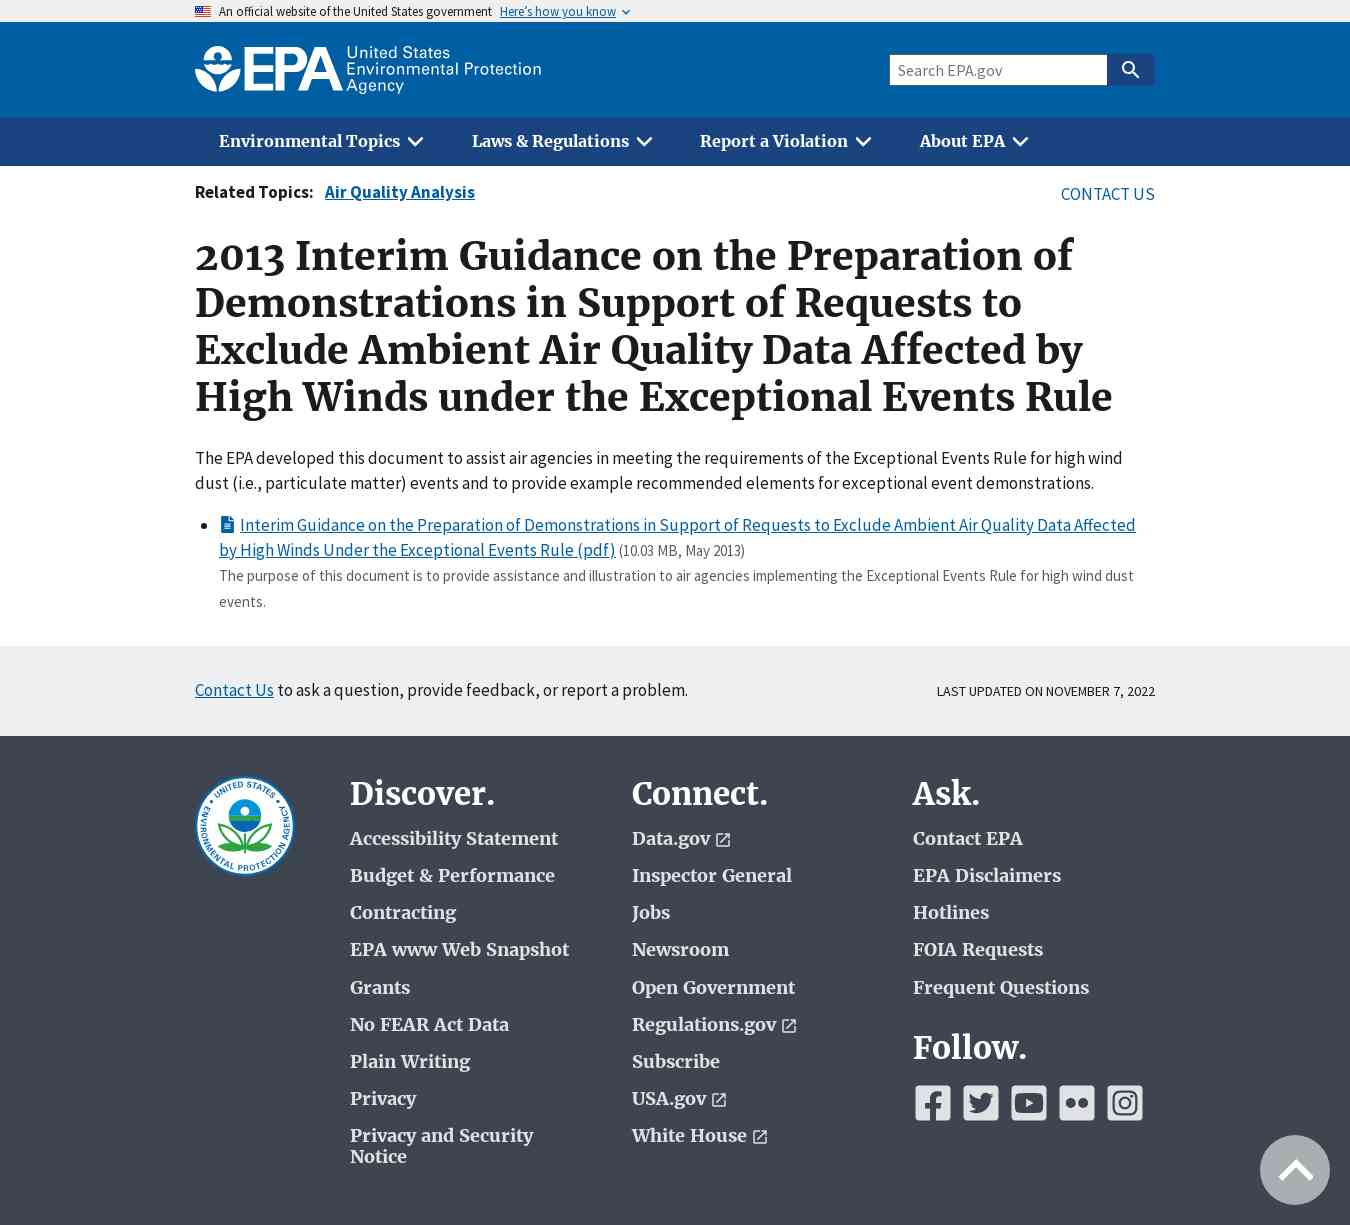 An official website of the United States government Here's how you know
EPA United States
Environmental Protection
Agency
Search EPA.gov
Environmental Topics Laws & Regulations Report a Violation About EPA
Related Topics: Air Quality Analysis CONTACT US
2013 Interim Guidance on the Preparation of
Demonstrations in Support of Requests to
Exclude Ambient Air Quality Data Affected by
High Winds under the Exceptional Events Rule
The EPA developed this document to assist air agencies in meeting the requirements of the Exceptional Events Rule for high wind
dust (i.e., particulate matter) events and to provide example recommended elements for exceptional event demonstrations.
Interim Guidance on the Preparation of Demonstrations in Support of Requests to Exclude Ambient Air Quality Data Affected
by High Winds Under the Exceptional Events Rule (pdf) (10.03 MB, May 2013)
The purpose of this document is to provide assistance and illustration to air agencies implementing the Exceptional Events Rule for high wind dust
events.
Contact Us to ask a question, provide feedback, or report a problem. LAST UPDATED ON NOVEMBER 7, 2022
UNITED STATES ENVIRONMENTAL PROTECTION AGENCY
Discover.
Accessibility Statement
Budget & Performance
Contracting
EPA www Web Snapshot
Grants
No FEAR Act Data
Plain Writing
Privacy
Privacy and Security
Notice
Connect.
Data.gov
Inspector General
Jobs
Newsroom
Open Government
Regulations.gov
Subscribe
USA.gov
White House
Ask.
Contact EPA
EPA Disclaimers
Hotlines
FOIA Requests
Frequent Questions
Follow.